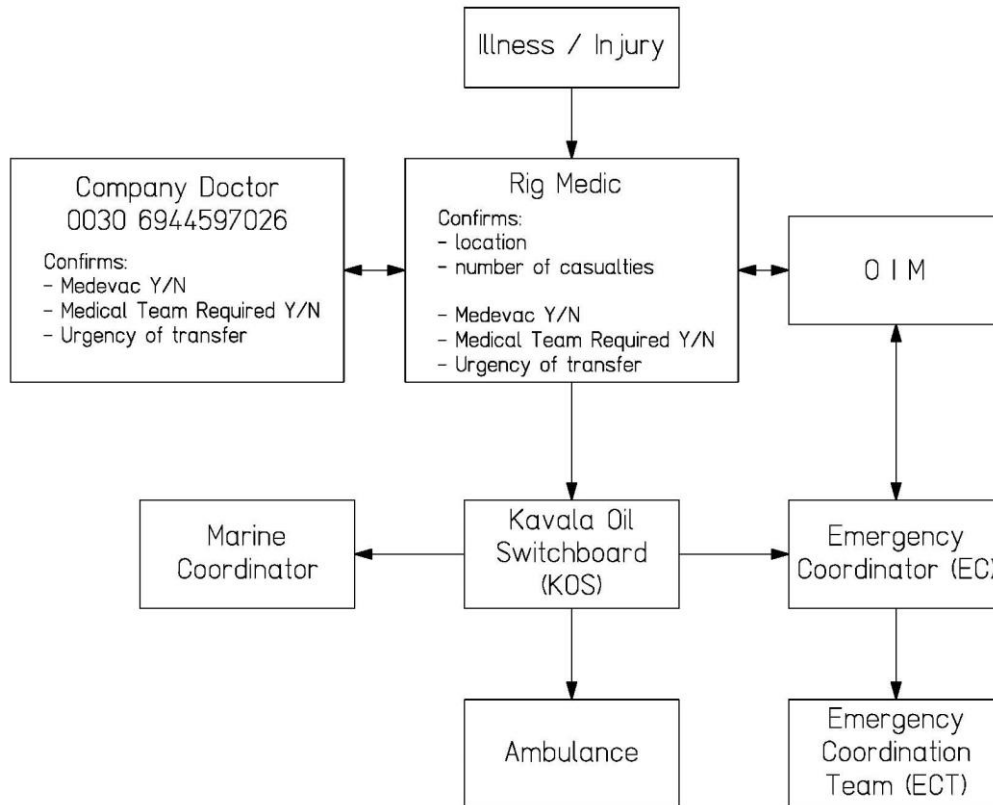 Illness / Injury
Company Doctor
0030 6944597026
Confirms:
- Medevac Y/N
- Medical Team Required Y/N
- Urgency of transfer
Rig Medic
Confirms:
- location
- number of casualties
- Medevac Y/N
- Medical Team Required Y/N
- Urgency of transfer
O I M
Marine
Coordinator
Kavala Oil
Switchboard
(KOS)
Emergency
Coordinator (EC)
Ambulance
Emergency
Coordination
Team (ECT)